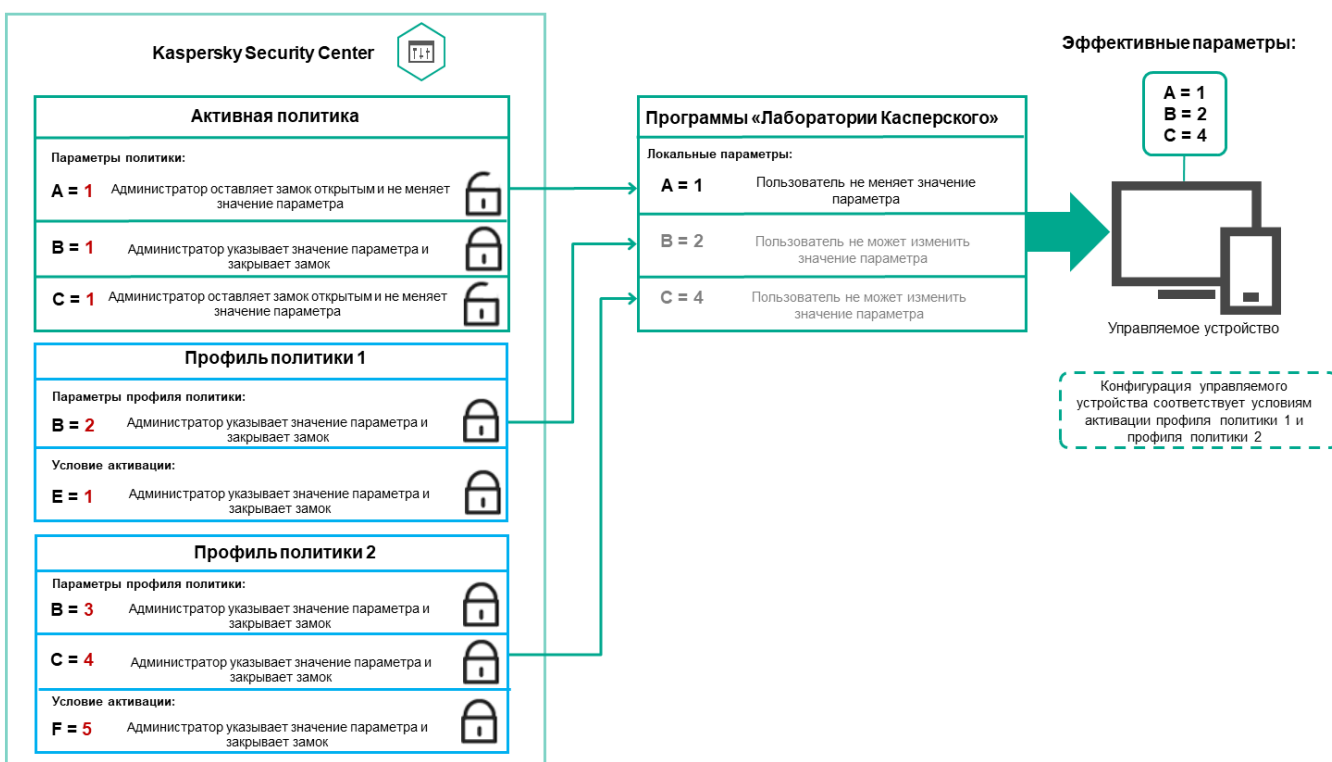 Kaspersky Security Center
Активная политика
Параметры политики:
A = 1
Администратор оставляет замок открытым и не меняет
значение параметра
B = 1
Администратор указывает значение параметра и
закрывает замок
C = 1
Администратор оставляет замок открытым и не меняет
значение параметра
Профиль политики 1
Параметры профиля политики:
B = 2
Администратор указывает значение параметра и
закрывает замок
Условие активации:
E = 1
Администратор указывает значение параметра и
закрывает замок
Профиль политики 2
Параметры профиля политики:
B = 3
Администратор указывает значение параметра и
закрывает замок
C = 4
Администратор указывает значение параметра и
закрывает замок
Условие активации:
F = 5
Администратор указывает значение параметра и
закрывает замок
Программы «Лаборатории Касперского»
Локальные параметры:
A = 1
Пользователь не меняет значение
параметра
B = 2
Пользователь не может изменить
значение параметра
C = 4
Пользователь не может изменить
значение параметра
Эффективные параметры:
A = 1
B = 2
C = 4
Управляемое устройство
Конфигурация управляемого
устройства соответствует условиям
активации профиля политики 1 и
профиля политики 2